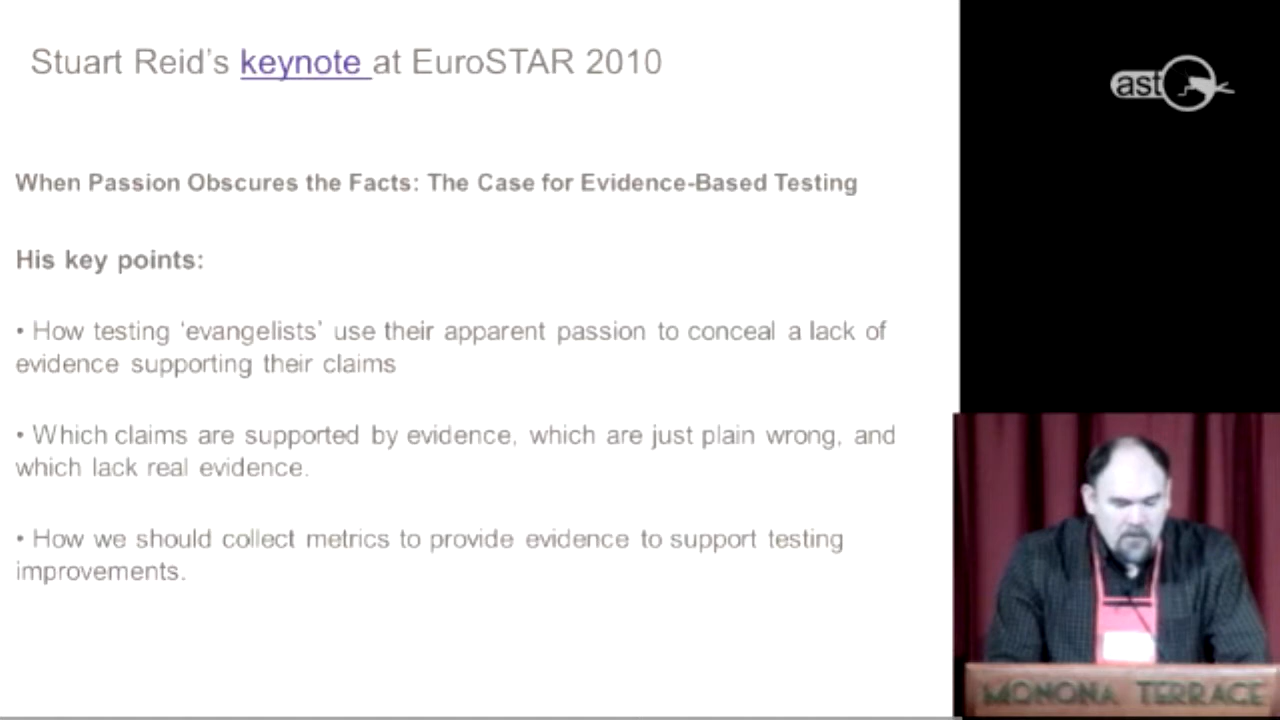 Stuart Reid's keynote at EuroSTAR 2010
ast
When Passion Obscures the Facts: The Case for Evidence-Based Testing
His key points:
• How testing ‘evangelists’ use their apparent passion to conceal a lack of
evidence supporting their claims
• Which claims are supported by evidence, which are just plain wrong, and
which lack real evidence.
• How we should collect metrics to provide evidence to support testing
improvements.
MONONA TERRACE